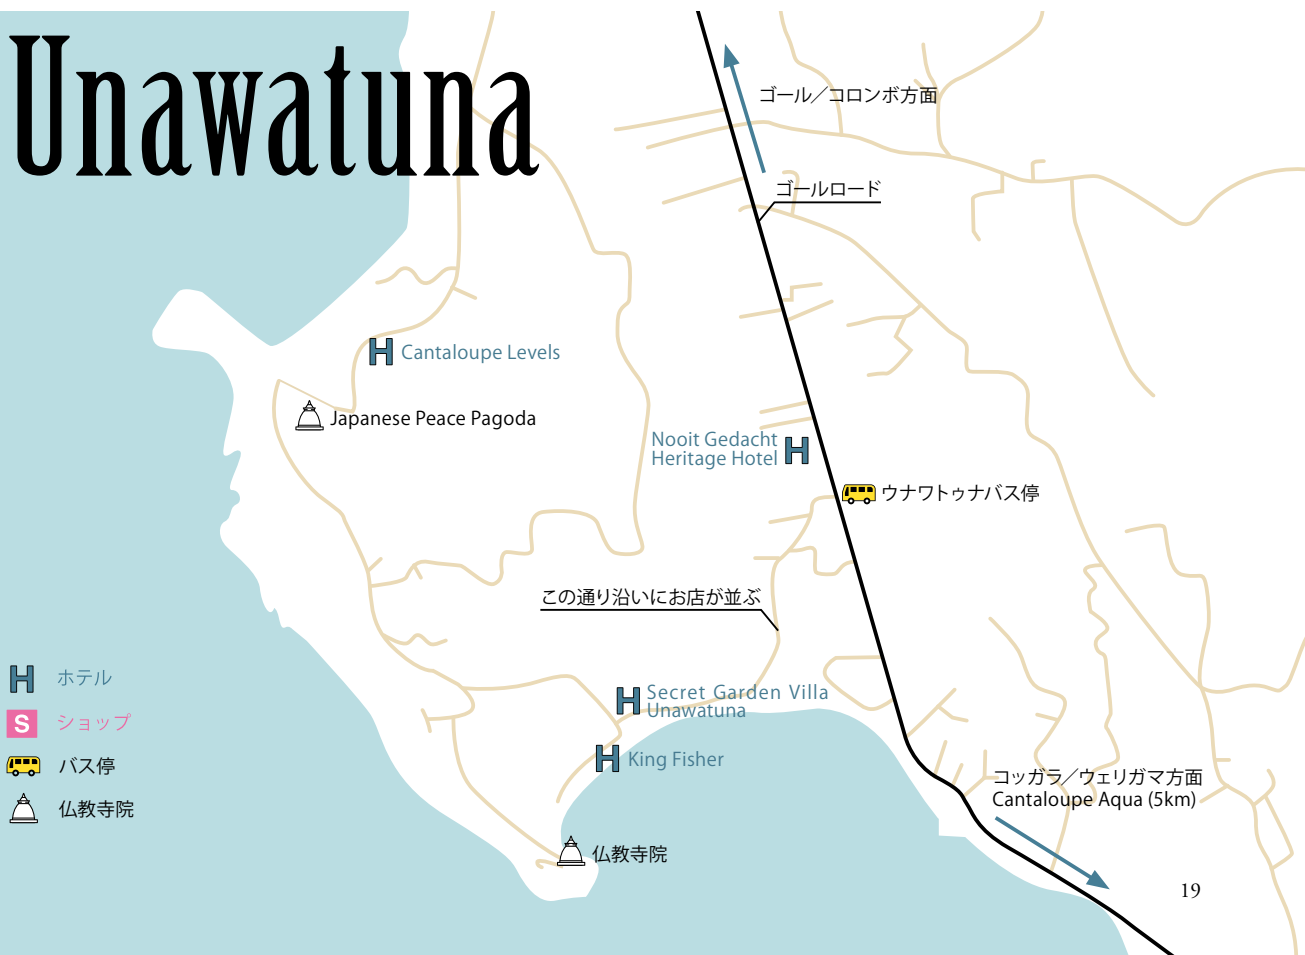 Unawatuna
ゴール／コロンボ方面
ゴールロード
Cantaloupe Levels
Japanese Peace Pagoda
Nooit Gedacht
Heritage Hotel
ウナワトゥナバス停
この通り沿いにお店が並ぶ
Secret Garden Villa
Unawatuna
King Fisher
コッガラ／ウェリガマ方面
Cantaloupe Aqua (5km)
仏教寺院
H ホテル
S ショップ
バス停
仏教寺院
19